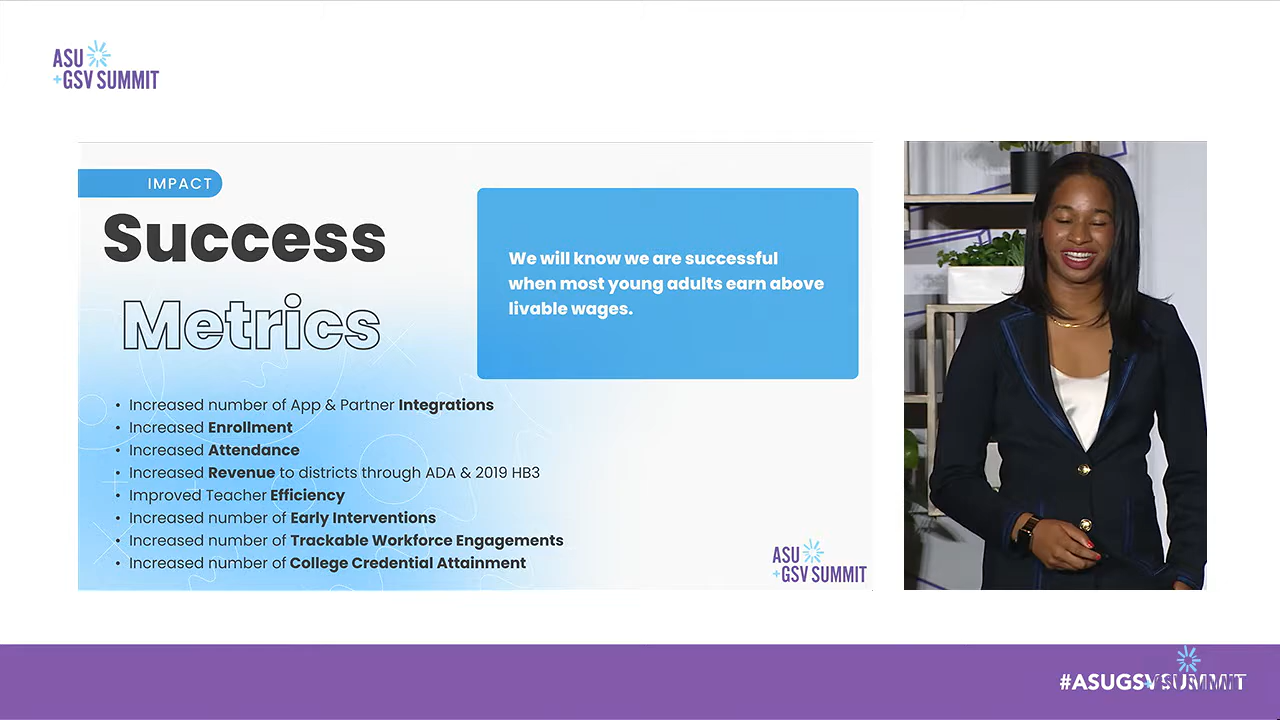 ASU
+GSV SUMMIT
IMPACT
Success
Metrics
We will know we are successful
when most young adults earn above
livable wages.
• Increased number of App & Partner Integrations
• Increased Enrollment
• Increased Attendance
• Increased Revenue to districts through ADA & 2019 HB3
• Improved Teacher Efficiency
• Increased number of Early Interventions
• Increased number of Trackable Workforce Engagements
• Increased number of College Credential Attainment
ASU
+GSV SUMMIT
#ASUGSVSUMMIT